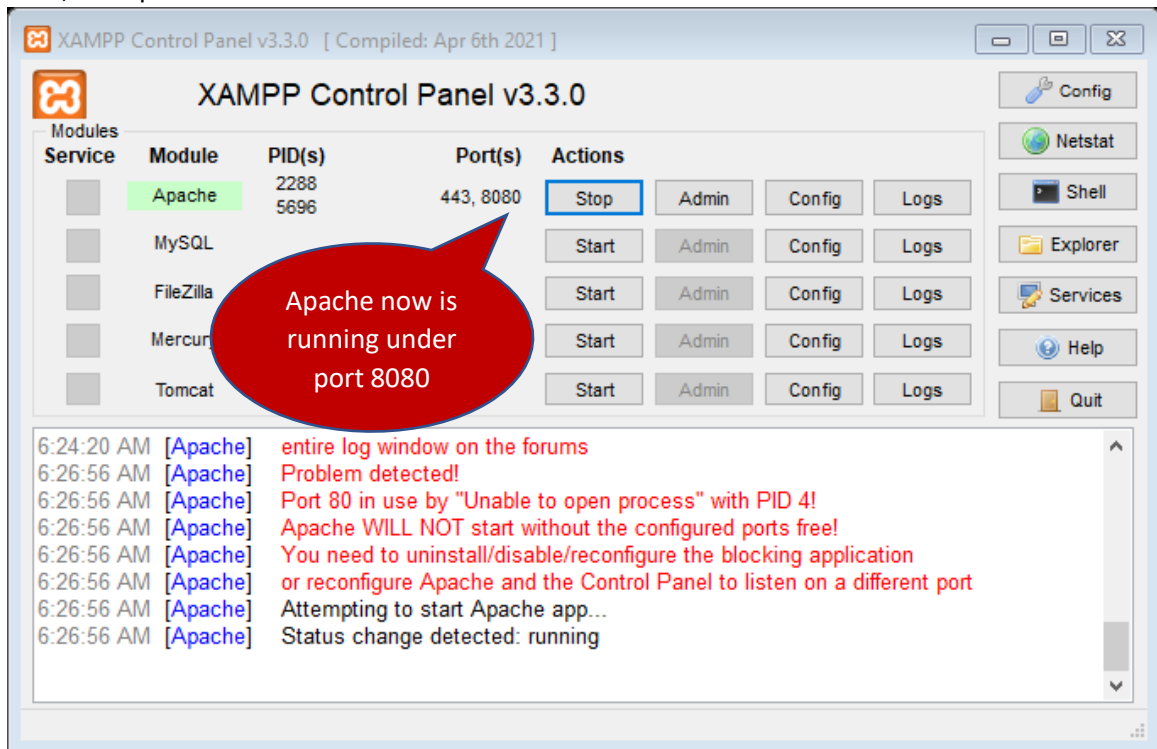 XAMPP Control Panel v3.3.0 [ Compiled: Apr 6th 2021 ]
XAMPP Control Panel v3.3.0
Config
Modules
Netstat
Service Module PID(s) Port(s) Actions
Apache 2288 5696 443, 8080 Stop Admin Config Logs
Shell
MySQL Start Admin Config Logs
Explorer
FileZilla Start Admin Config Logs
Services
Start Admin Config Logs
Help
Tomcat Start Admin Config Logs
Quit
Apache now is
running under
port 8080
6:24:20 AM [Apache] entire log window on the forums
6:26:56 AM [Apache] Problem detected!
6:26:56 AM [Apache] Port 80 in use by "Unable to open process" with PID 4!
6:26:56 AM [Apache] Apache WILL NOT start without the configured ports free!
6:26:56 AM [Apache] You need to uninstall/disable/reconfigure the blocking application
6:26:56 AM [Apache] or reconfigure Apache and the Control Panel to listen on a different port
6:26:56 AM [Apache] Attempting to start Apache app...
6:26:56 AM [Apache] Status change detected: running